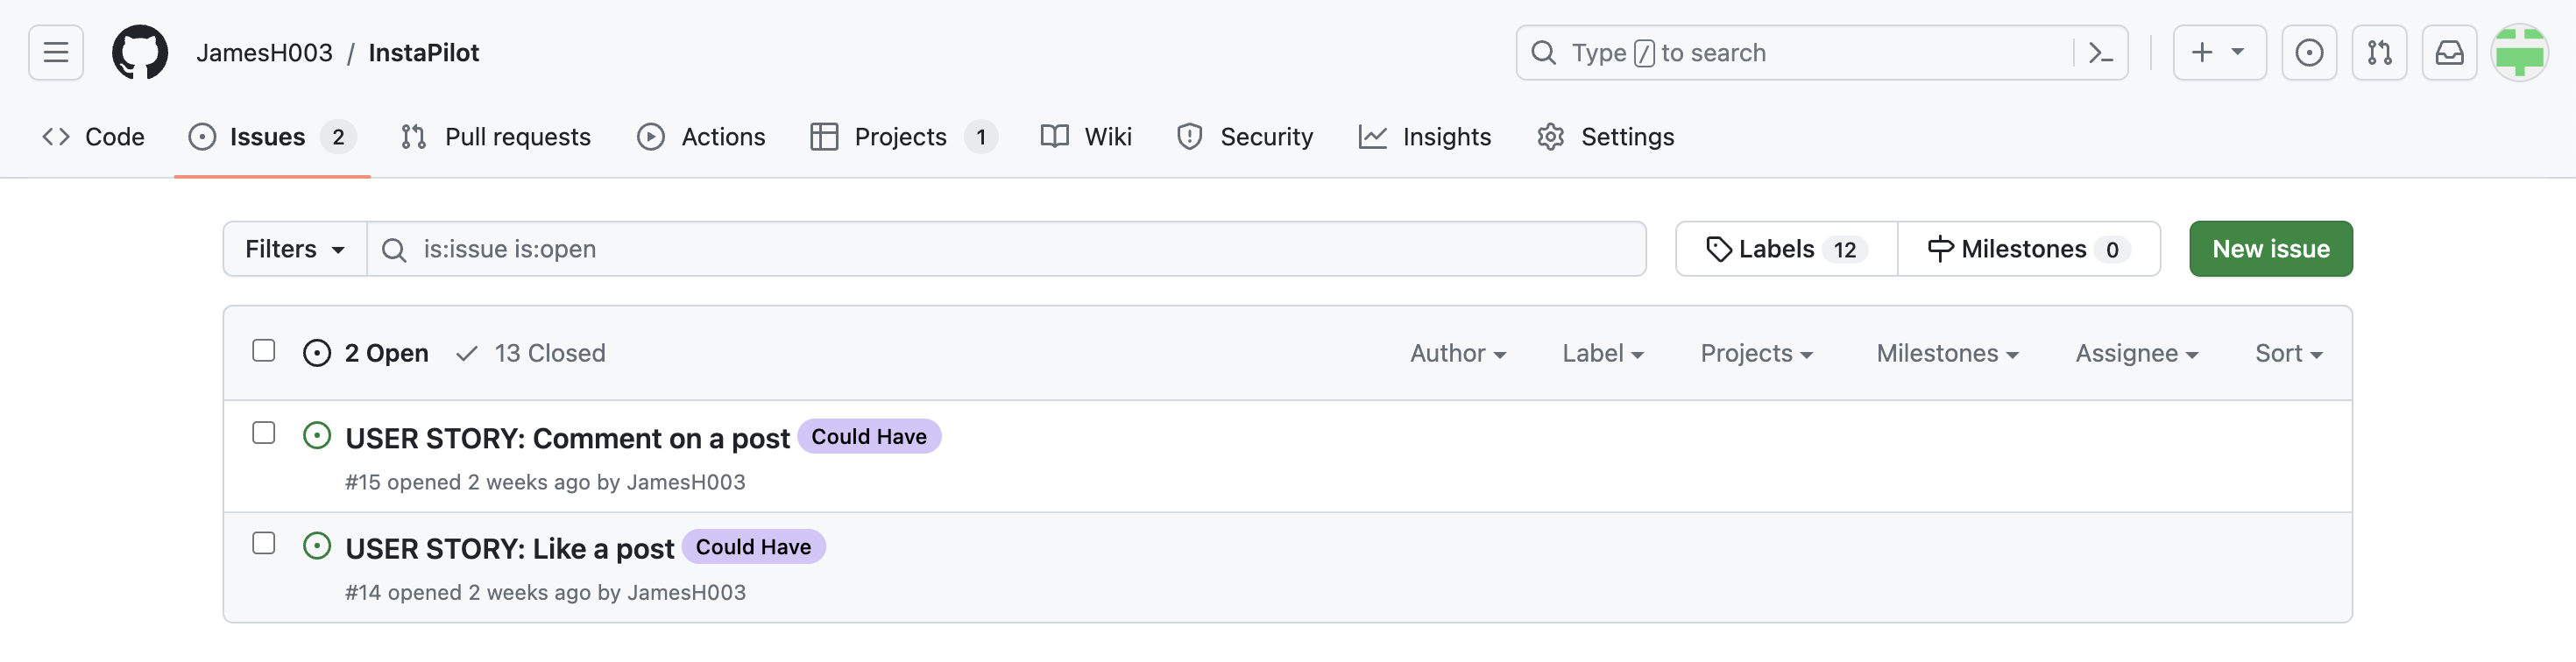 JamesH003 / InstaPilot
Type / to search
Code
Issues 2
Pull requests
Actions
Projects 1
Wiki
Security
Insights
Settings
Filters
is:issue is:open
Labels 12
Milestones 0
New issue
2 Open
13 Closed
Author
Label
Projects
Milestones
Assignee
Sort
USER STORY: Comment on a post Could Have
#15 opened 2 weeks ago by JamesH003
USER STORY: Like a post Could Have
#14 opened 2 weeks ago by JamesH003